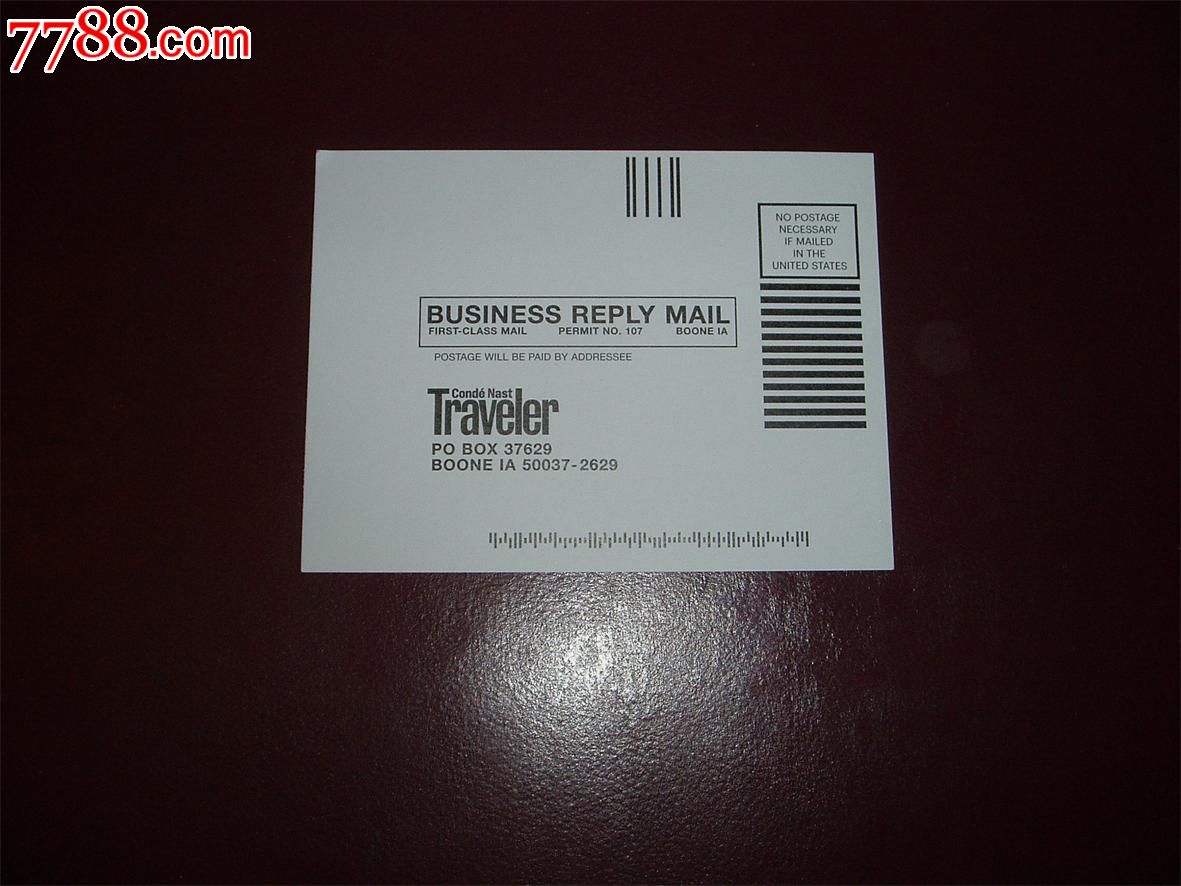 7788.com
NO POSTAGE
NECESSARY
IF MAILED
IN THE
UNITED STATES
BUSINESS REPLY MAIL
FIRST-CLASS MAIL PERMIT NO. 107 BOONE IA
POSTAGE WILL BE PAID BY ADDRESSEE
Condé Nast
Traveler
PO BOX 37629
BOONE IA 50037-2629